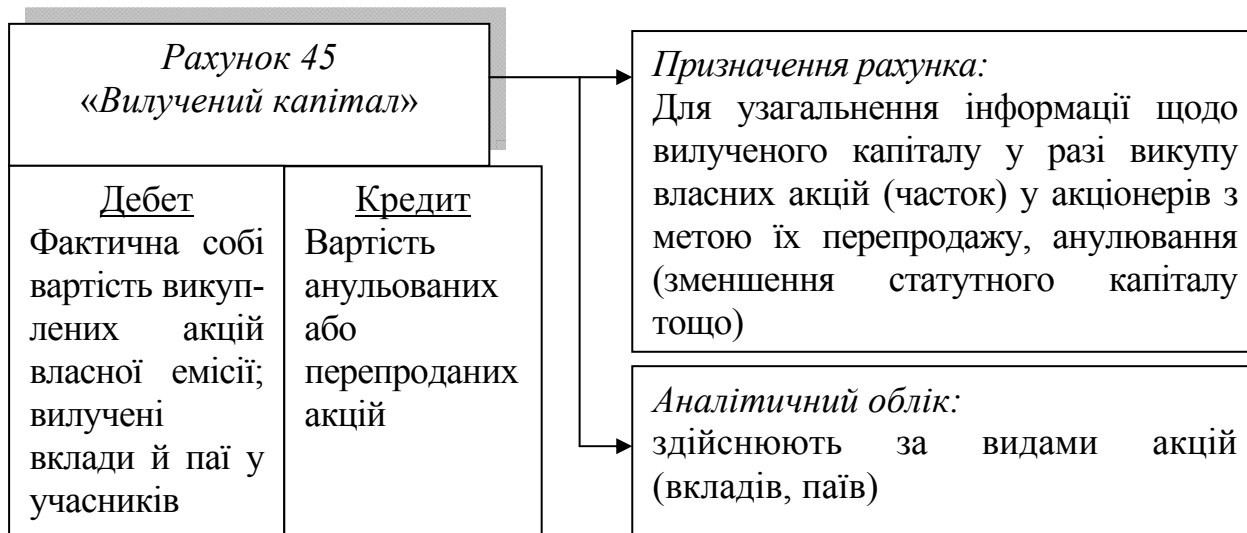 Рахунок 45
«Вилучений капітал»
Дебет
Фактична собі
вартість викуп-
лених акцій
власної емісії;
вилучені
вклади й паї у
учасників
Кредит
Вартість
анульованих
або
перепроданих
акцій
Призначення рахунка:
Для узагальнення інформації щодо
вилученого капіталу у разі викупу
власних акцій (часток) у акціонерів з
метою їх перепродажу, анулювання
(зменшення статутного капіталу
тощо)
Аналітичний облік:
здійснюють за видами акцій
(вкладів, паїв)